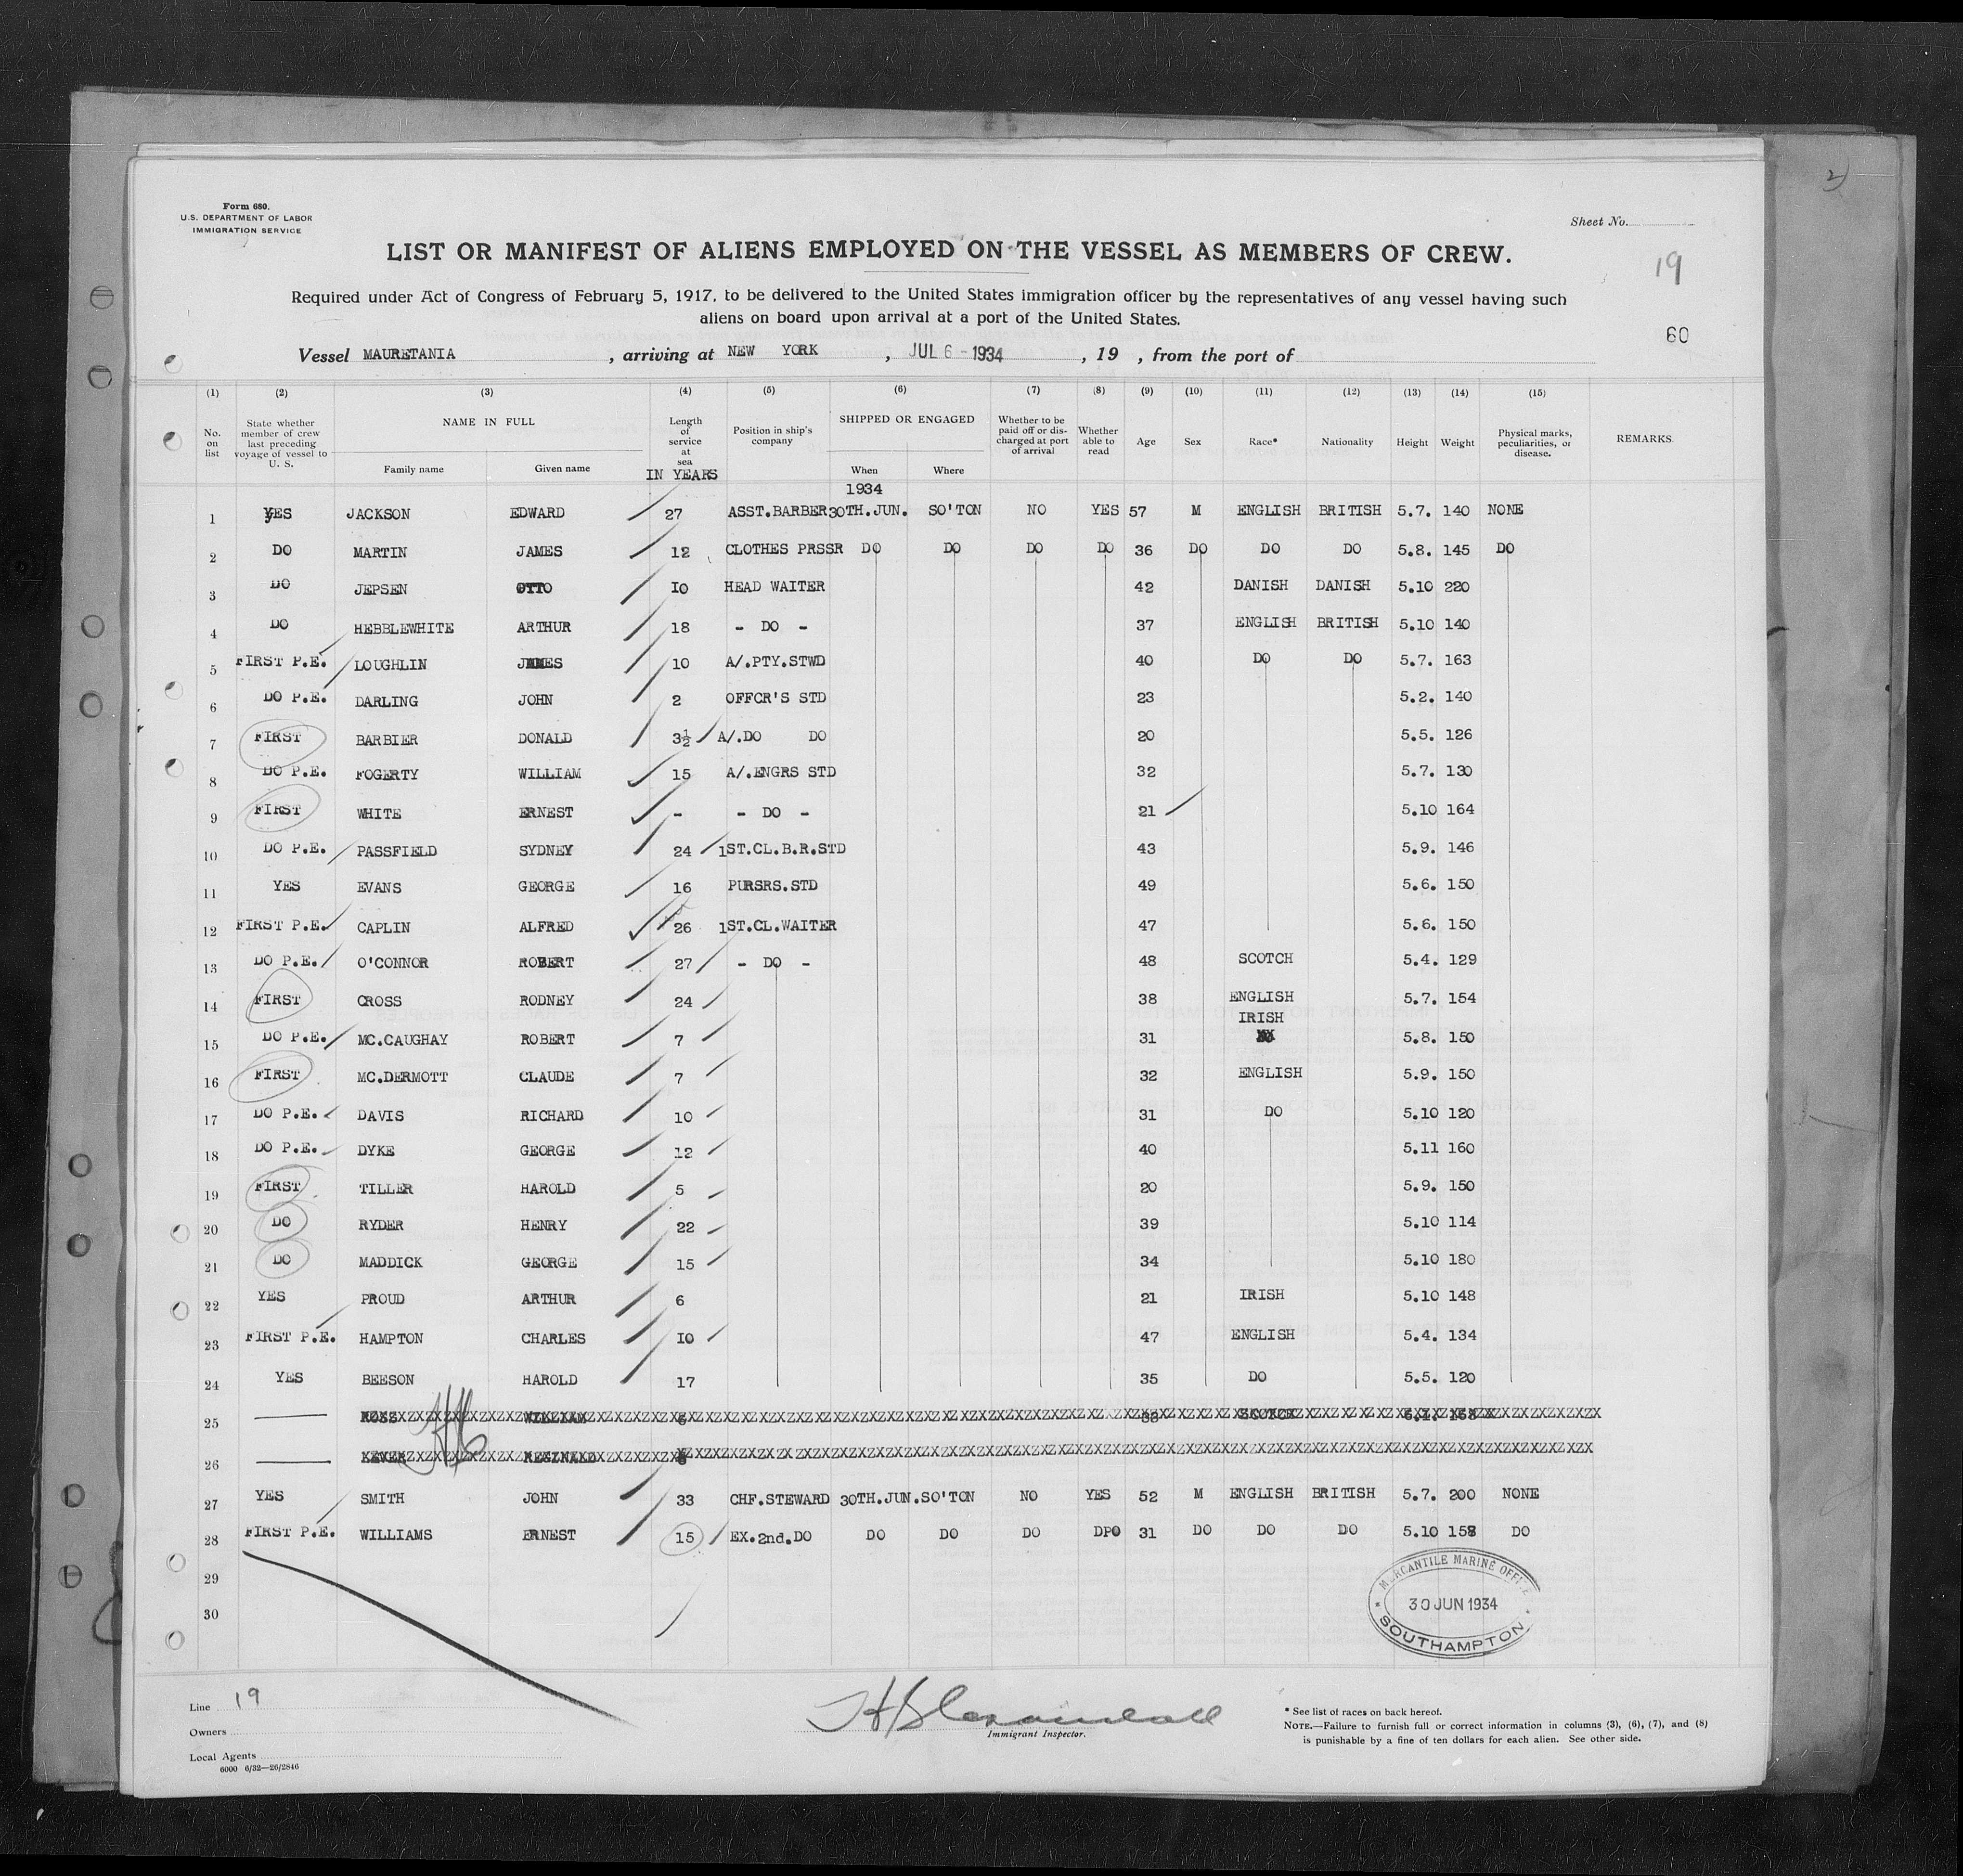 2)
Form 680.
U.S. DEPARTMENT OF LABOR
IMMIGRATION SERVICE
Sheet No.
LIST OR MANIFEST OF ALIENS EMPLOYED ON THE VESSEL AS MEMBERS OF CREW.
19
Required under Act of Congress of February 5, 1917, to be delivered to the United States immigration officer by the representatives of any vessel having such
aliens on board upon arrival at a port of the United States.
60
Vessel MAURETANIA , arriving at NEW YORK , JUL 6 - 1934 , 19 , from the port of
(1) (2) (3) (4) (5) (6) (7) (8) (9) (10) (11) (12) (13) (14) (15)
No. on list State whether member of crew last preceding voyage of vessel to U. S. NAME IN FULL Family name Given name Length of service at sea IN YEARS Position in ship's company SHIPPED OR ENGAGED When Where Whether to be paid off or discharged at port of arrival Whether able to read Age Sex Race* Nationality Height Weight Physical marks, peculiarities, or disease. REMARKS.
1934
1 YES JACKSON EDWARD 27 ASST.BARBER 30TH.JUN. SO'TON NO YES 57 M ENGLISH BRITISH 5.7. 140 NONE
2 DO MARTIN JAMES 12 CLOTHES PRSSR DO DO DO DO 36 DO DO DO 5.8. 145 DO
3 DO JEPSEN OTTO IO HEAD WAITER 42 DANISH DANISH 5.10 220
4 DO HEBBLEWHITE ARTHUR 18 - DO - 37 ENGLISH BRITISH 5.10 140
5 FIRST P.E. LOUGHLIN JAMES 10 A/.PTY.STWD 40 DO DO 5.7. 163
6 DO P.E. DARLING JOHN 2 OFFCR'S STD 23 5.2. 140
7 FIRST BARBIER DONALD 3½ A/.DO DO 20 5.5. 126
8 DO P.E. FOGERTY WILLIAM 15 A/.ENGRS STD 32 5.7. 130
9 FIRST WHITE ERNEST - - DO - 21 5.10 164
10 DO P.E. PASSFIELD SYDNEY 24 1ST.CL.B.R.STD 43 5.9. 146
11 YES EVANS GEORGE 16 PURSRS.STD 49 5.6. 150
12 FIRST P.E. CAPLIN ALFRED 26 1ST.CL.WAITER 47 5.6. 150
13 DO P.E. O'CONNOR ROBERT 27 - DO - 48 SCOTCH 5.4. 129
14 FIRST CROSS RODNEY 24 38 ENGLISH 5.7. 154
15 DO P.E. MC.CAUGHAY ROBERT 7 31 IRISH 5.8. 150
16 FIRST MC.DERMOTT CLAUDE 7 32 ENGLISH 5.9. 150
17 DO P.E. DAVIS RICHARD 10 31 DO 5.10 120
18 DO P.E. DYKE GEORGE 12 40 5.11 160
19 FIRST TILLER HAROLD 5 20 5.9. 150
20 DO RYDER HENRY 22 39 5.10 114
21 DO MADDICK GEORGE 15 34 5.10 180
22 YES PROUD ARTHUR 6 21 IRISH 5.10 148
23 FIRST P.E. HAMPTON CHARLES IO 47 ENGLISH 5.4. 134
24 YES BEESON HAROLD 17 35 DO 5.5. 120
25 ROSS WILLIAM 6 SCOTCH
26 REGINALD
27 YES SMITH JOHN 33 CHF.STEWARD 30TH.JUN. SO'TON NO YES 52 M ENGLISH BRITISH 5.7. 200 NONE
28 FIRST P.E. WILLIAMS ERNEST 15 EX.2nd.DO DO DO DO DPO 31 DO DO DO 5.10 158 DO
29
30
MERCANTILE MARINE OFFICE
30 JUN 1934
SOUTHAMPTON
Line 19
Owners
Local Agents
6000 6/32—26/2846
Immigrant Inspector.
* See list of races on back hereof.
NOTE.—Failure to furnish full or correct information in columns (3), (6), (7), and (8)
is punishable by a fine of ten dollars for each alien. See other side.